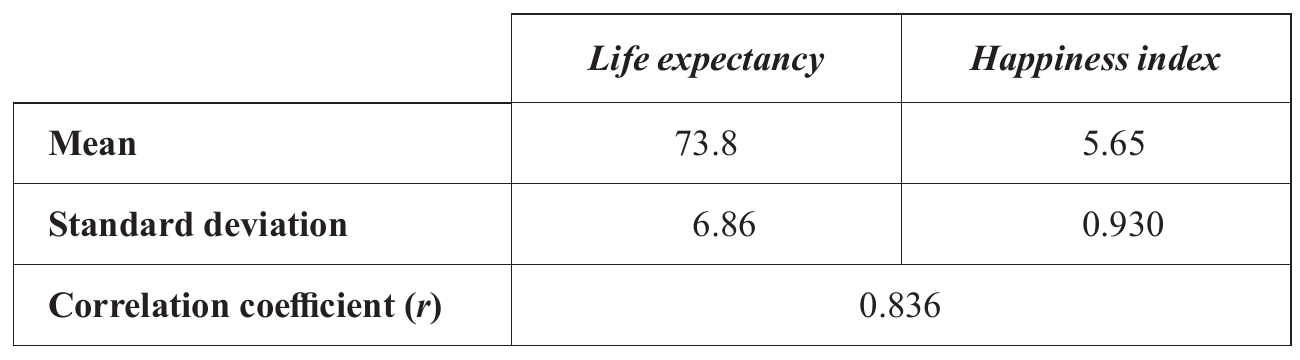 Life expectancy Happiness index
Mean 73.8 5.65
Standard deviation 6.86 0.930
Correlation coefficient (r) 0.836